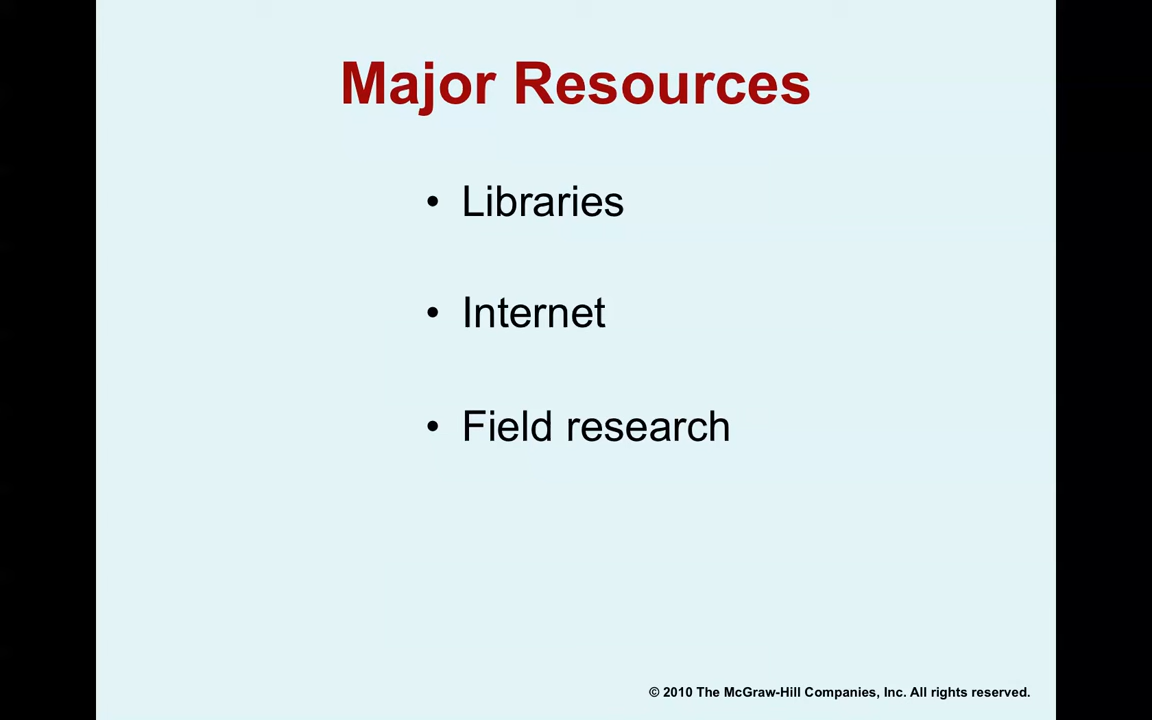 Major Resources
• Libraries
• Internet
• Field research
© 2010 The McGraw-Hill Companies, Inc. All rights reserved.